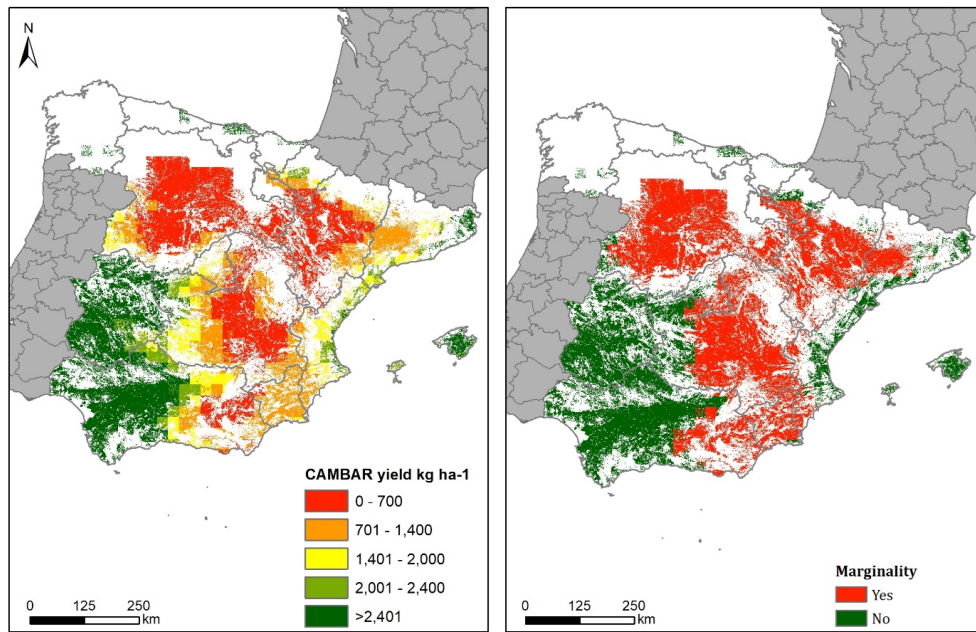 N
CAMBAR yield kg ha-1
0 - 700
701 - 1,400
1,401 - 2,000
2,001 - 2,400
>2,401
0 125 250
km
Marginality
Yes
No
0 125 250
km